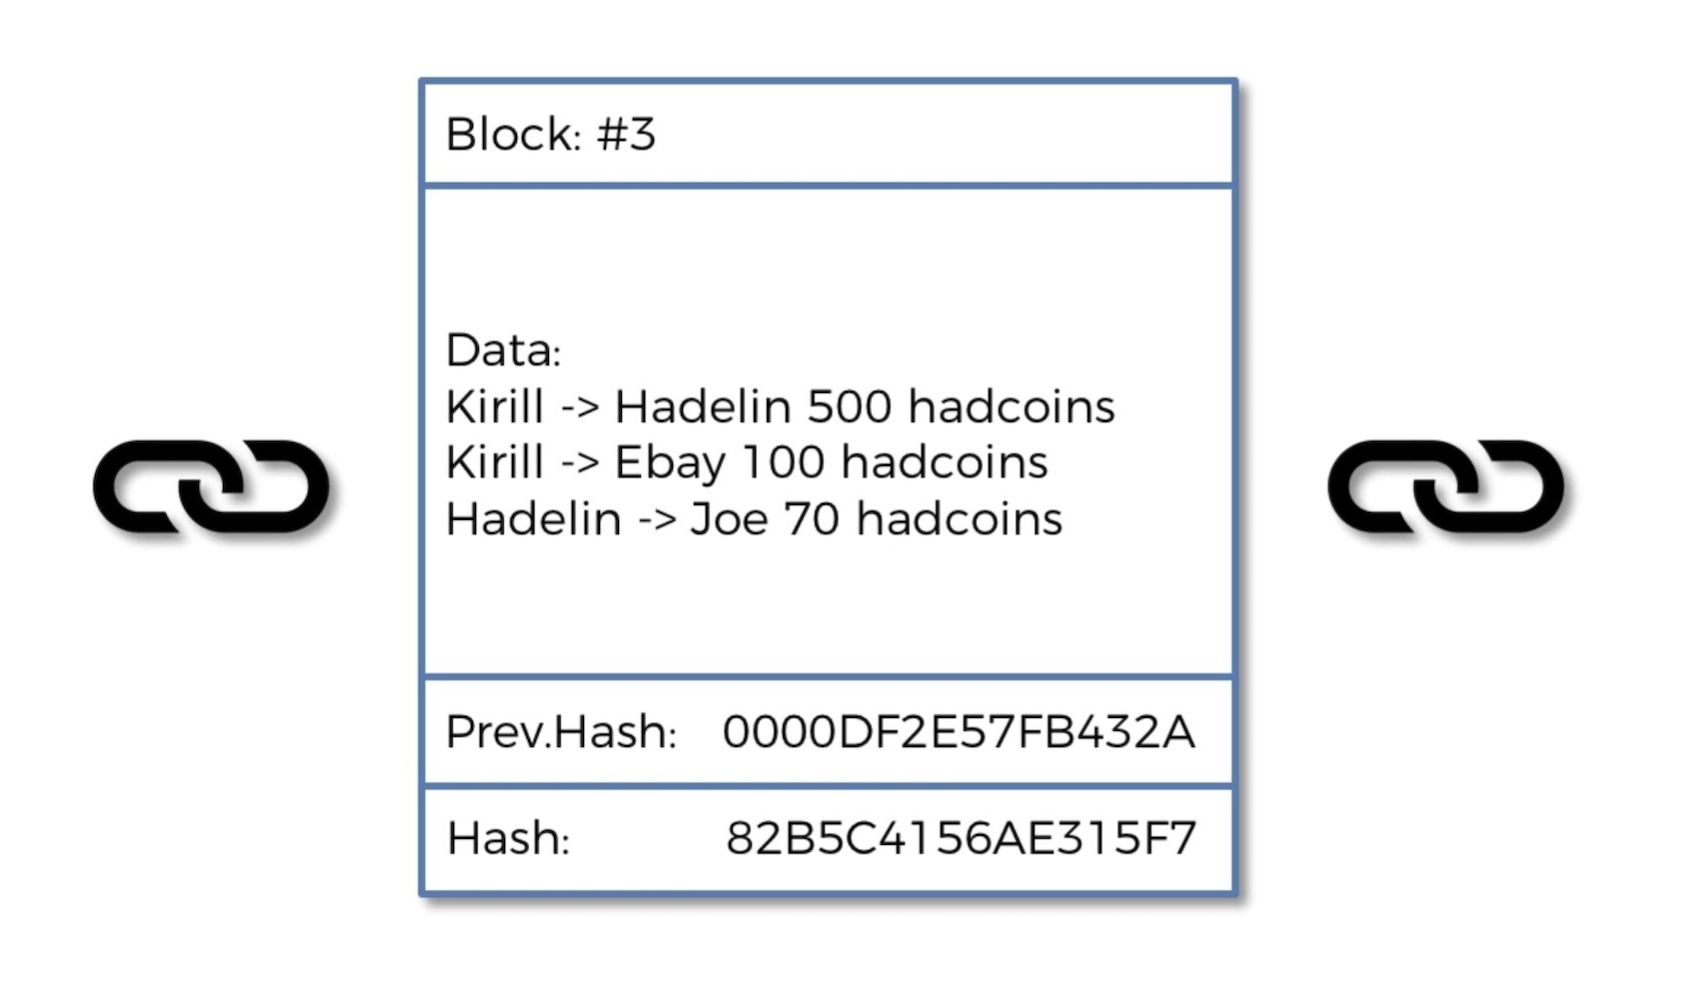 Block: #3
Data:
Kirill -> Hadelin 500 hadcoins
Kirill -> Ebay 100 hadcoins
Hadelin -> Joe 70 hadcoins
Prev.Hash: 0000DF2E57FB432A
Hash: 82B5C4156AE315F7